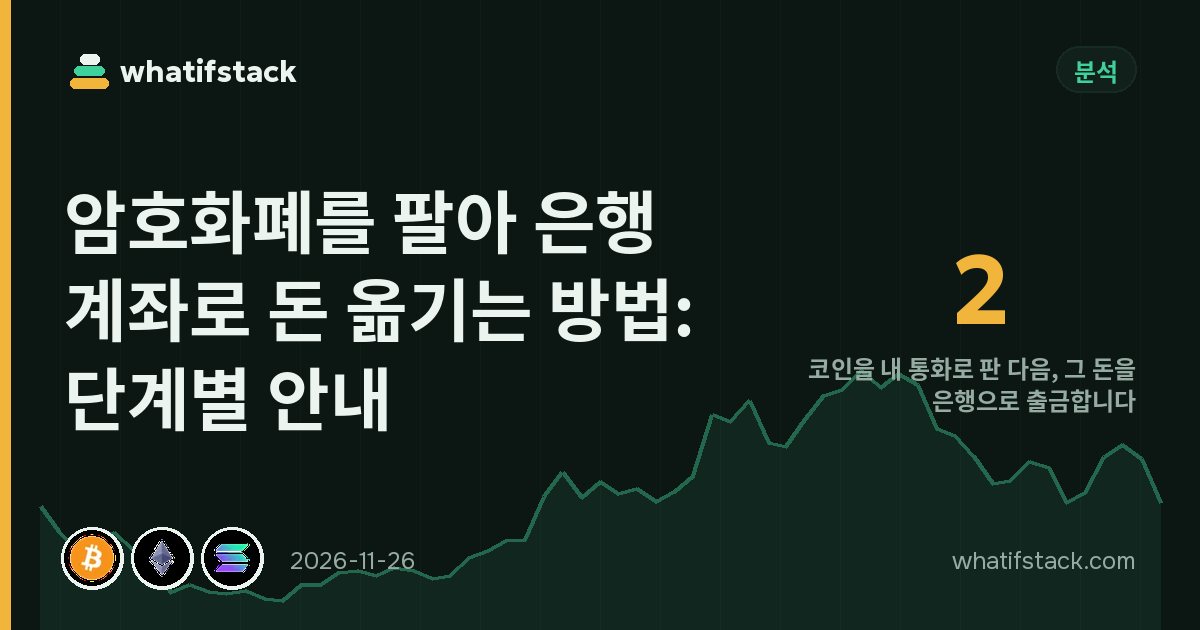 whatifstack
분석
암호화폐를 팔아 은행
계좌로 돈 옮기는 방법:
단계별 안내
2
코인을 내 통화로 판 다음, 그 돈을
은행으로 출금합니다
2026-11-26
whatifstack.com